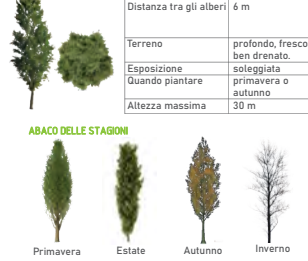 Distanza tra gli alberi 6 m
Terreno profondo, fresco
ben drenato.
Esposizione soleggiata
Quando piantare primavera o
autunno
Altezza massima 30 m
ABACO DELLE STAGIONI
Primavera Estate Autunno Inverno